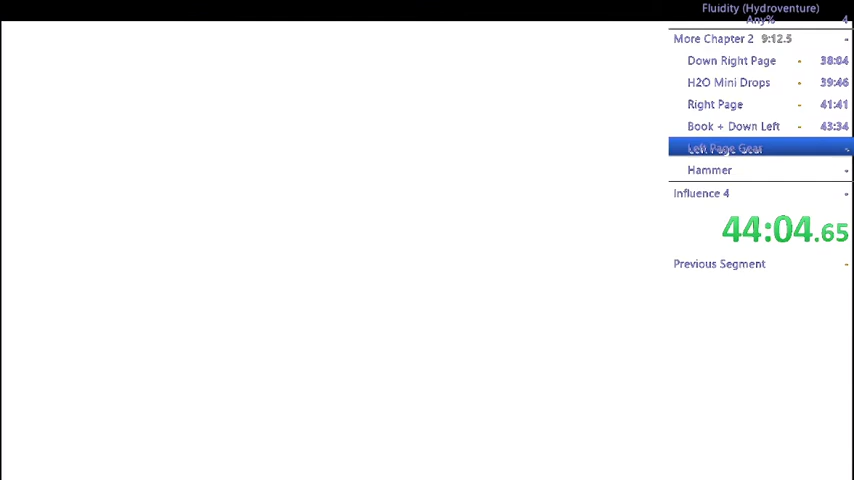 Fluidity (Hydroventure)
Any% 4
More Chapter 2 9:12.5 -
Down Right Page - 38:04
H2O Mini Drops - 39:46
Right Page - 41:41
Book + Down Left - 43:34
Left Page Gear -
Hammer -
Influence 4 -
44:04.65
Previous Segment -